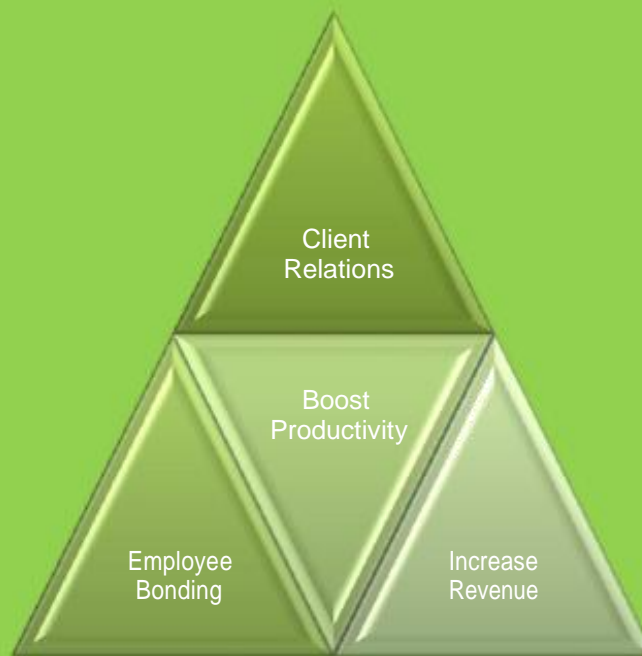 Client
Relations
Boost
Productivity
Employee
Bonding
Increase
Revenue